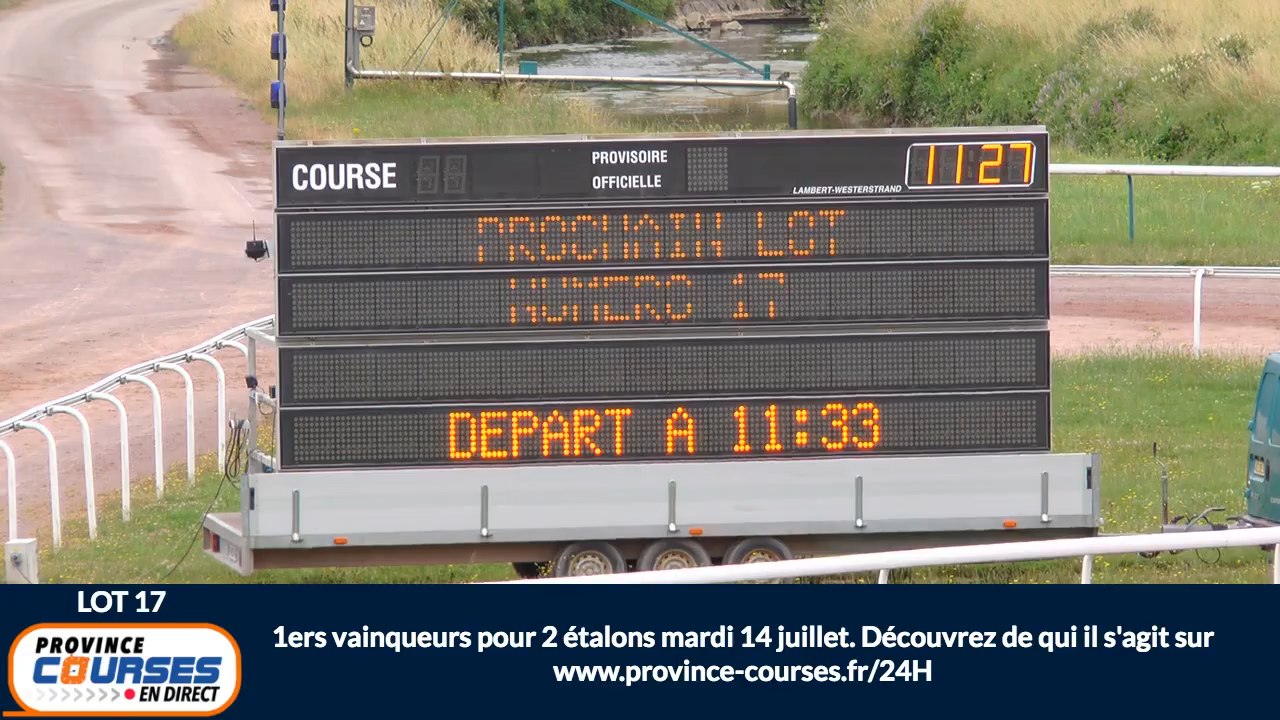 COURSE
PROVISOIRE
OFFICIELLE
LAMBERT-WESTERSTRAND
11:27
PROCHAIN LOT
NUMERO 17
DEPART A 11:33
LOT 17
PROVINCE
COURSES
EN DIRECT
1ers vainqueurs pour 2 étalons mardi 14 juillet. Découvrez de qui il s'agit sur
www.province-courses.fr/24H